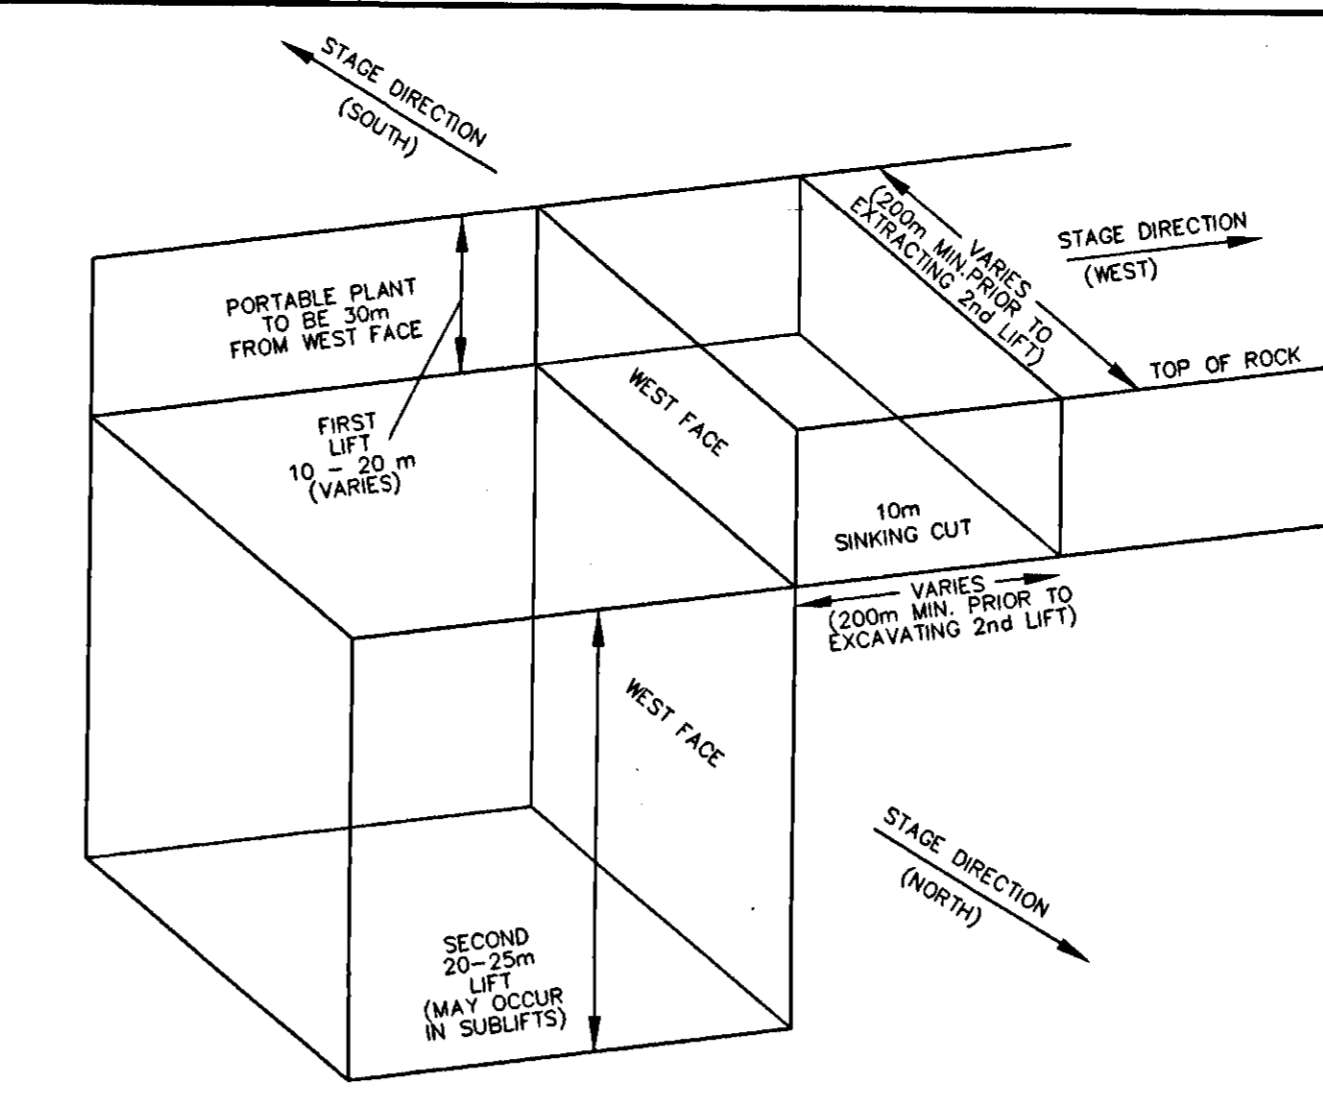 STAGE DIRECTION
(SOUTH)
PORTABLE PLANT
TO BE 30m
FROM WEST FACE
FIRST
LIFT
10 - 20 m
(VARIES)
WEST FACE
VARIES
(200m MIN.PRIOR TO
EXTRACTING 2nd LIFT)
STAGE DIRECTION
(WEST)
TOP OF ROCK
10m
SINKING CUT
VARIES
(200m MIN. PRIOR TO
EXCAVATING 2nd LIFT)
WEST FACE
STAGE DIRECTION
(NORTH)
SECOND
20-25m
LIFT
(MAY OCCUR
IN SUBLIFTS)